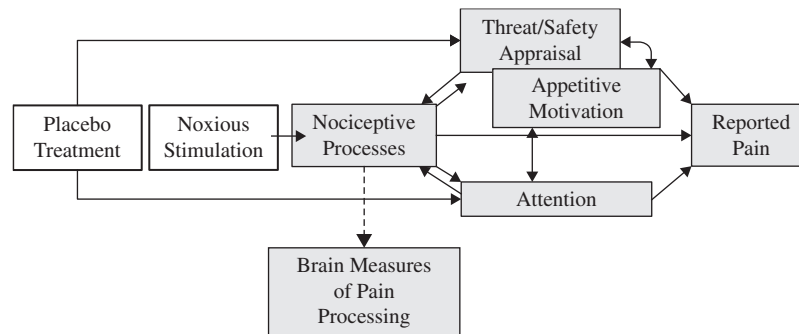 Threat/Safety
Appraisal
Appetitive
Motivation
Placebo
Treatment
Noxious
Stimulation
Nociceptive
Processes
Reported
Pain
Attention
Brain Measures
of Pain
Processing